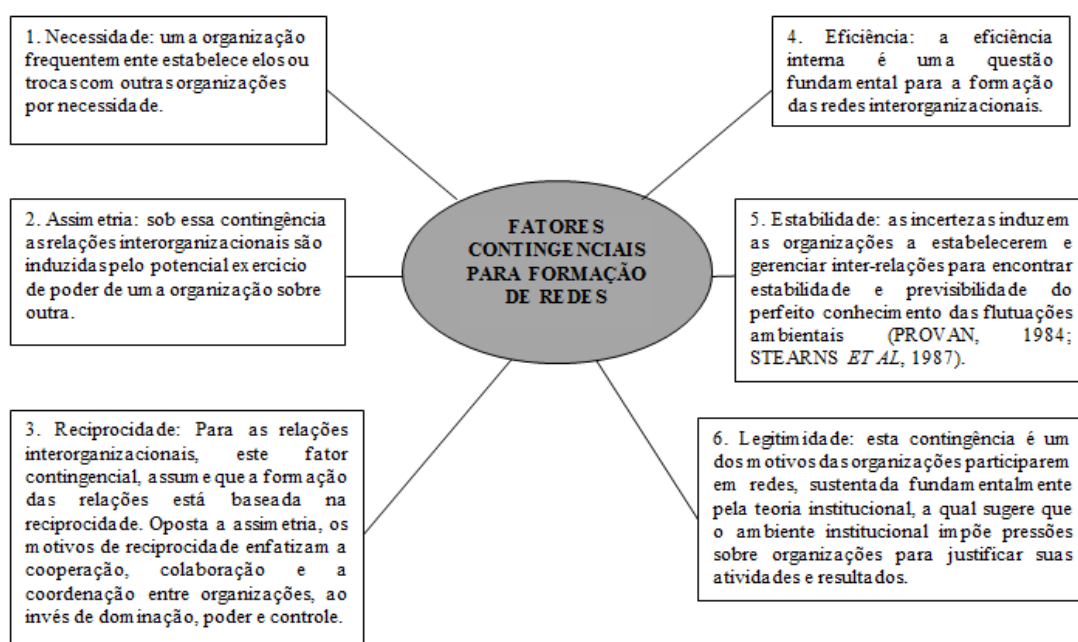 1. Necessidade: uma organização
frequentemente estabelece elos ou
trocas com outras organizações
por necessidade.
2. Assimetria: sob essa contingência
as relações interorganizacionais são
induzidas pelo potencial exercício
de poder de uma organização sobre
outra.
3. Reciprocidade: Para as relações
interorganizacionais, este fator
contingencial, assume que a formação
das relações está baseada na
reciprocidade. Oposta a assimetria, os
motivos de reciprocidade enfatizam a
cooperação, colaboração e a
coordenação entre organizações, ao
invés de dominação, poder e controle.
FATORES
CONTINGENCIAIS
PARA FORMAÇÃO
DE REDES
4. Eficiência: a eficiência
interna é uma questão
fundamental para a formação
das redes interorganizacionais.
5. Estabilidade: as incertezas induzem
as organizações a estabelecerem e
gerenciar inter-relações para encontrar
estabilidade e previsibilidade do
perfeito conhecimento das flutuações
ambientais (PROVAN, 1984;
STEARNS ET AL, 1987).
6. Legitimidade: esta contingência é um
dos motivos das organizações participarem
em redes, sustentada fundamentalmente
pela teoria institucional, a qual sugere que
o ambiente institucional impõe pressões
sobre organizações para justificar suas
atividades e resultados.